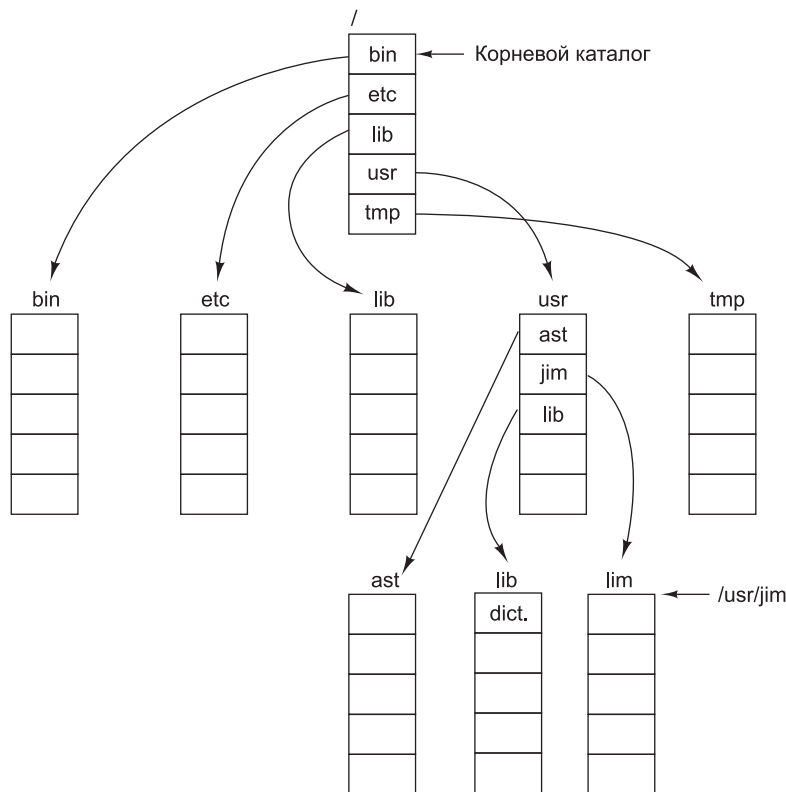 /
bin
Корневой каталог
etc
lib
usr
tmp
bin
etc
lib
usr
tmp
ast
jim
lib
ast
lib
lim
/usr/jim
dict.